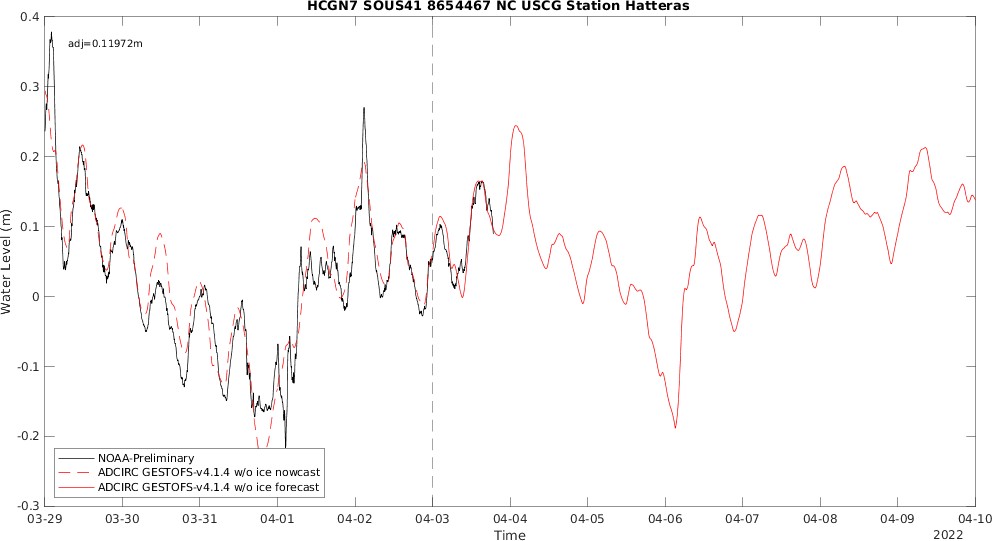 HCGN7 SOUS41 8654467 NC USCG Station Hatteras
adj=0.11972m
0.4
0.3
0.2
0.1
0
-0.1
-0.2
-0.3
Water Level (m)
NOAA-Preliminary
ADCIRC GESTOFS-v4.1.4 w/o ice nowcast
ADCIRC GESTOFS-v4.1.4 w/o ice forecast
03-29 03-30 03-31 04-01 04-02 04-03 04-04 04-05 04-06 04-07 04-08 04-09 04-10
Time
2022